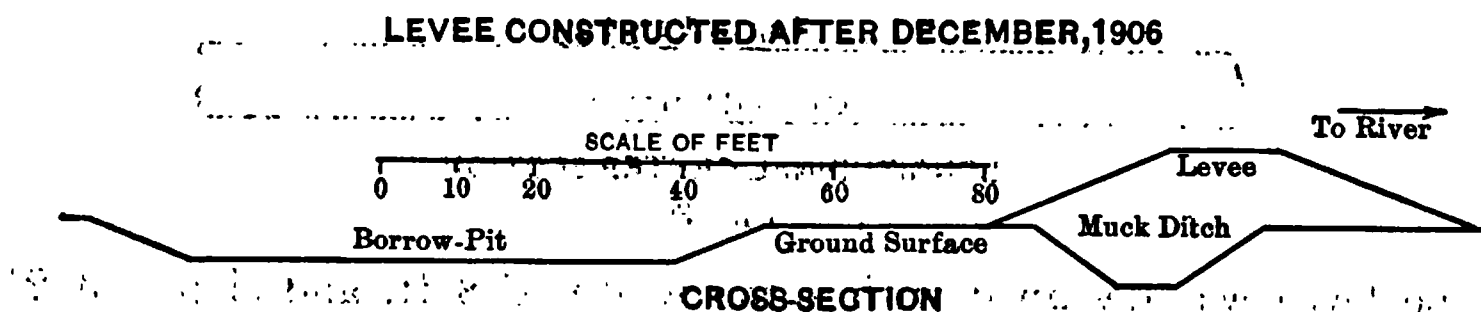 LEVEE CONSTRUCTED AFTER DECEMBER, 1906
To River
SCALE OF FEET
0 10 20 40 60 80
Levee
Borrow-Pit
Ground Surface
Muck Ditch
CROSS-SECTION